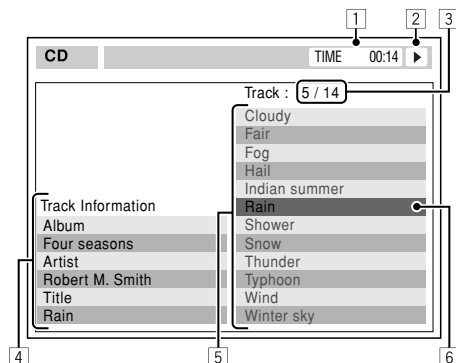 1 2 3
CD TIME 00:14
Track : 5 / 14
Cloudy
Fair
Fog
Hail
Indian summer
Rain
Shower
Snow
Thunder
Typhoon
Wind
Winter sky
Track Information
Album
Four seasons
Artist
Robert M. Smith
Title
Rain
4 5 6